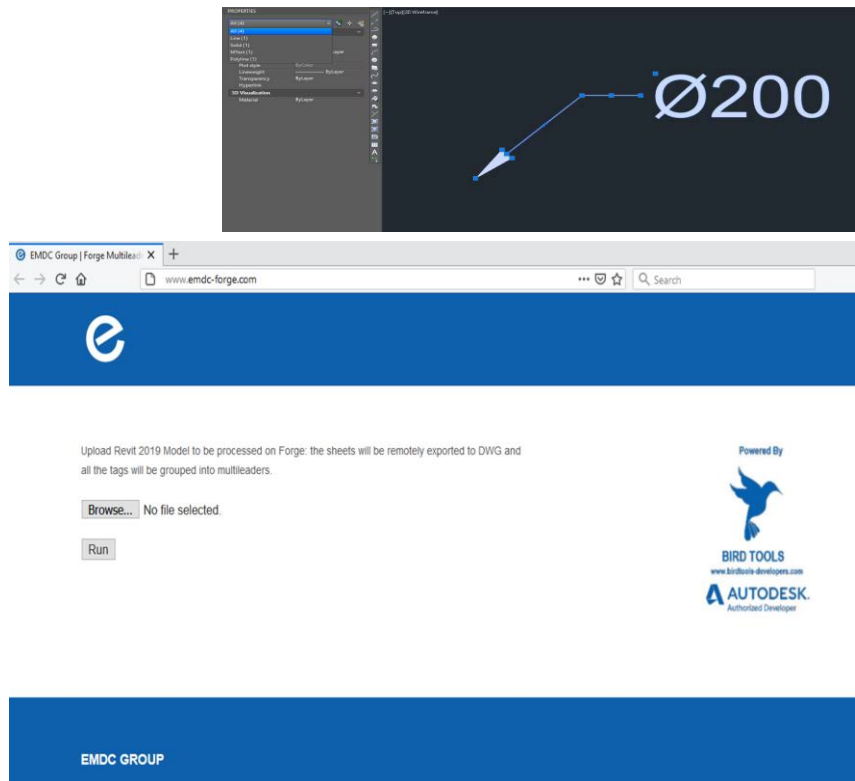 PROPERTIES
[-][Top][2D Wireframe]
All (4)
All (4)
Line (1)
Solid (1)
MText (1)
Polyline (1)
Plot style ByColor
Lineweight ByLayer
Transparency ByLayer
Hyperlink
3D Visualization
Material ByLayer
A
Ø200
EMDC Group | Forge Multilead
www.emdc-forge.com
Search
e
Upload Revit 2019 Model to be processed on Forge: the sheets will be remotely exported to DWG and
all the tags will be grouped into multileaders.
Browse... No file selected.
Run
Powered By
BIRD TOOLS
www.birdtools-developers.com
AUTODESK.
Authorized Developer
EMDC GROUP